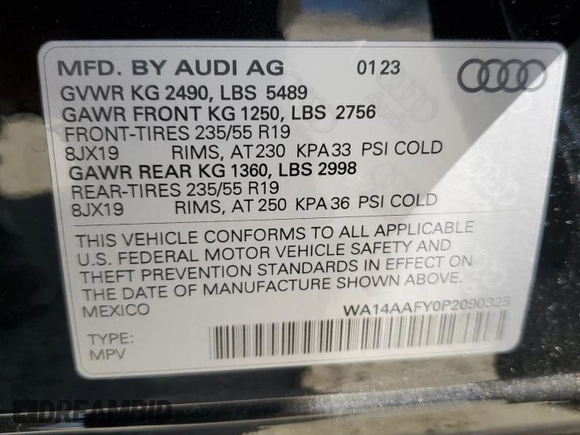 MFD. BY AUDI AG 01 23
GVWR KG 2490, LBS 5489
GAWR FRONT KG 1250, LBS 2756
FRONT-TIRES 235/55 R19
8JX19 RIMS, AT 230 KPA 33 PSI COLD
GAWR REAR KG 1360, LBS 2998
REAR-TIRES 235/55 R19
8JX19 RIMS, AT 250 KPA 36 PSI COLD
THIS VEHICLE CONFORMS TO ALL APPLICABLE
U.S. FEDERAL MOTOR VEHICLE SAFETY AND
THEFT PREVENTION STANDARDS IN EFFECT ON
THE DATE OF MANUFACTURE SHOWN ABOVE.
MEXICO WA14AAFY0P2090325
TYPE:
MPV
DREAMBID